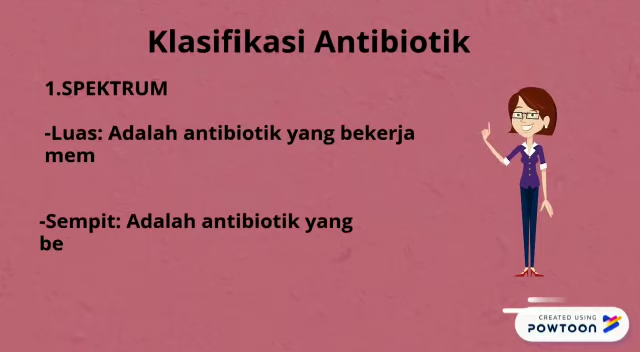 Klasifikasi Antibiotik
1.SPEKTRUM
-Luas: Adalah antibiotik yang bekerja
mem
-Sempit: Adalah antibiotik yang
be
CREATED USING
POWTOON